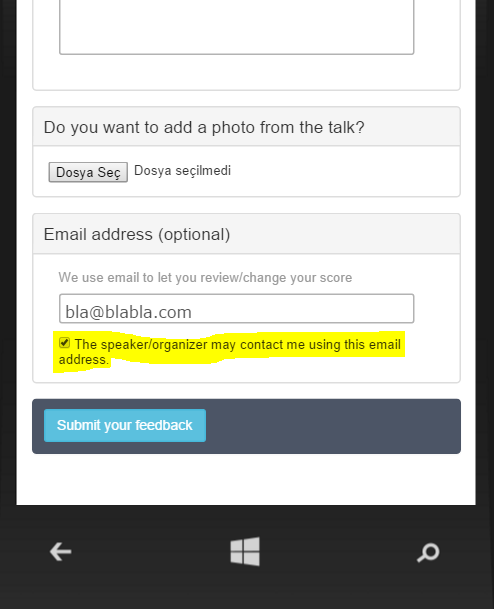 Do you want to add a photo from the talk?
Dosya Seç Dosya seçilmedi
Email address (optional)
We use email to let you review/change your score
bla@blabla.com
The speaker/organizer may contact me using this email
address.
Submit your feedback